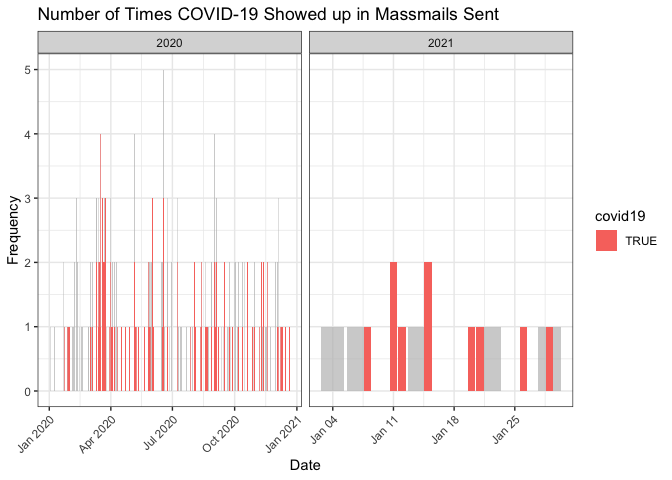 Number of Times COVID-19 Showed up in Massmails Sent
2020
2021
5
4
3
2
1
0
Frequency
Jan 2020
Apr 2020
Jul 2020
Oct 2020
Jan 2021
Jan 04
Jan 11
Jan 18
Jan 25
Date
covid19
TRUE